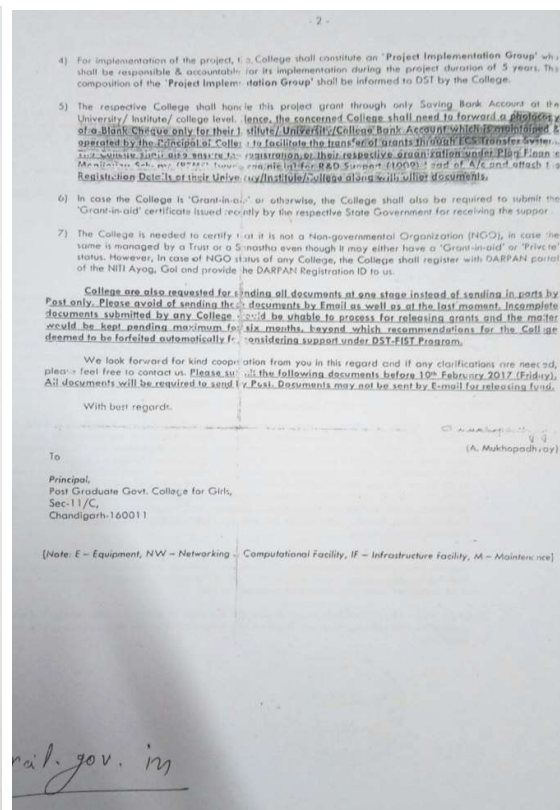 - 2 -
4) For implementation of the project, College shall constitute an 'Project Implementation Group'
shall be responsible & accountable for its implementation during the project duration of 5 years.
composition of the 'Project Implementation Group' shall be informed to DST by the College.
5) The respective College shall handle this project grant through only Saving Bank Account at the
University/ Institute/ college level. the concerned College shall need to forward a photocopy
of a Blank Cheque only for their University/College Bank Account which is maintained &
operated by the Principal of to facilitate the transfer of grants through ECS Transfer
registration of their respective organization under
for R&D Support of A/c and attach
Registration Details of their along with other documents.
6) In case the College is 'Grant-in-aid' or otherwise, the College shall also be required to submit the
'Grant-in-aid' certificate issued recently by the respective State Government for receiving the
7) The College is needed to certify that it is not a Non-governmental Organization (NGO), in case the
same is managed by a Trust or a even though it may either have a 'Grant-in-aid' or 'Private'
status. However, in case of NGO status of any College, the College shall register with DARPAN portal
of the NITI Ayog, GoI and provide the DARPAN Registration ID to us.
College are also requested for sending all documents at one stage instead of sending in parts by
Post only. Please avoid of sending these documents by Email as well as at the last moment. Incomplete
documents submitted by any College be unable to process for releasing grants and the matter
would be kept pending maximum for six months, beyond which recommendations for the College
deemed to be forfeited automatically considering support under DST-FIST Program.
We look forward for kind cooperation from you in this regard and if any clarifications are needed,
please feel free to contact us. Please the following documents before 10th February 2017 (Friday).
All documents will be required to send by Post. Documents may not be sent by E-mail for releasing fund.
With best regards.
(A. Mukhopadhyay)
To
Principal,
Post Graduate Govt. College for Girls,
Sec-11/C,
Chandigarh-160011
[Note: E – Equipment, NW – Networking – Computational Facility, IF – Infrastructure Facility, M – Maintenance]
gov. in